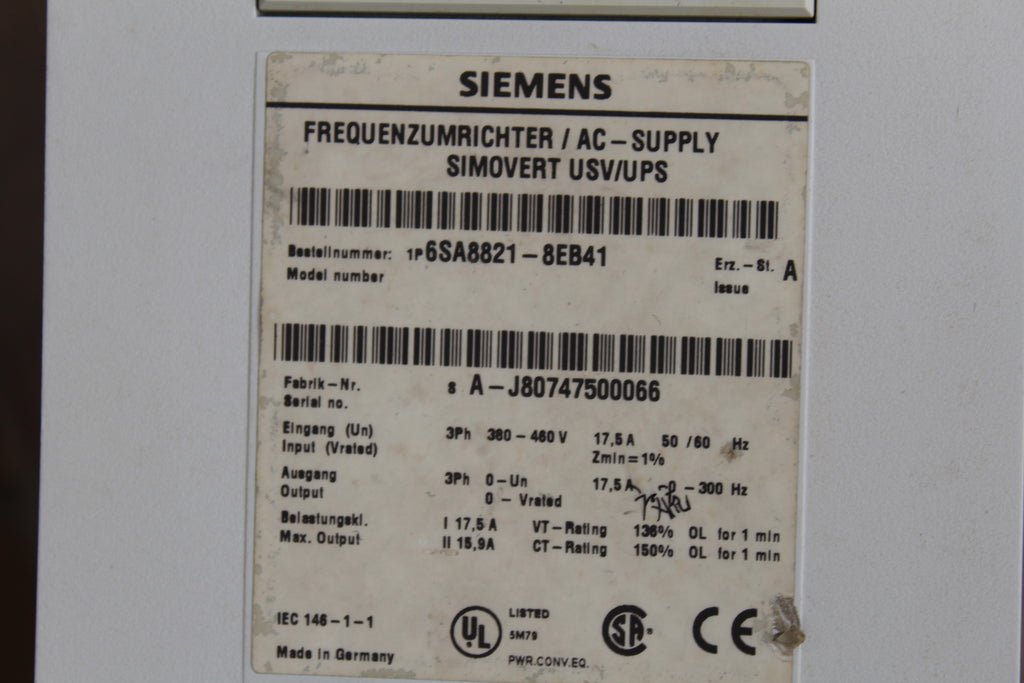 SIEMENS
FREQUENZUMRICHTER / AC-SUPPLY
SIMOVERT USV/UPS
Bestellnummer: 1P 6SA8821-8EB41
Model number
Erz.-St. A
Issue
Fabrik-Nr. S A-J80747500066
Serial no.
Eingang (Un) 3Ph 380-460 V 17,5 A 50 /60 Hz
Input (Vrated) Zmin=1%
Ausgang 3Ph 0-Un 17,5 A 0-300 Hz
Output 0 - Vrated
Belastungskl. I 17,5 A VT-Rating 136% OL for 1 min
Max. Output II 15,9A CT-Rating 150% OL for 1 min
IEC 146-1-1
Made in Germany
UL
LISTED
5M79
PWR.CONV.EQ.
SA
CE